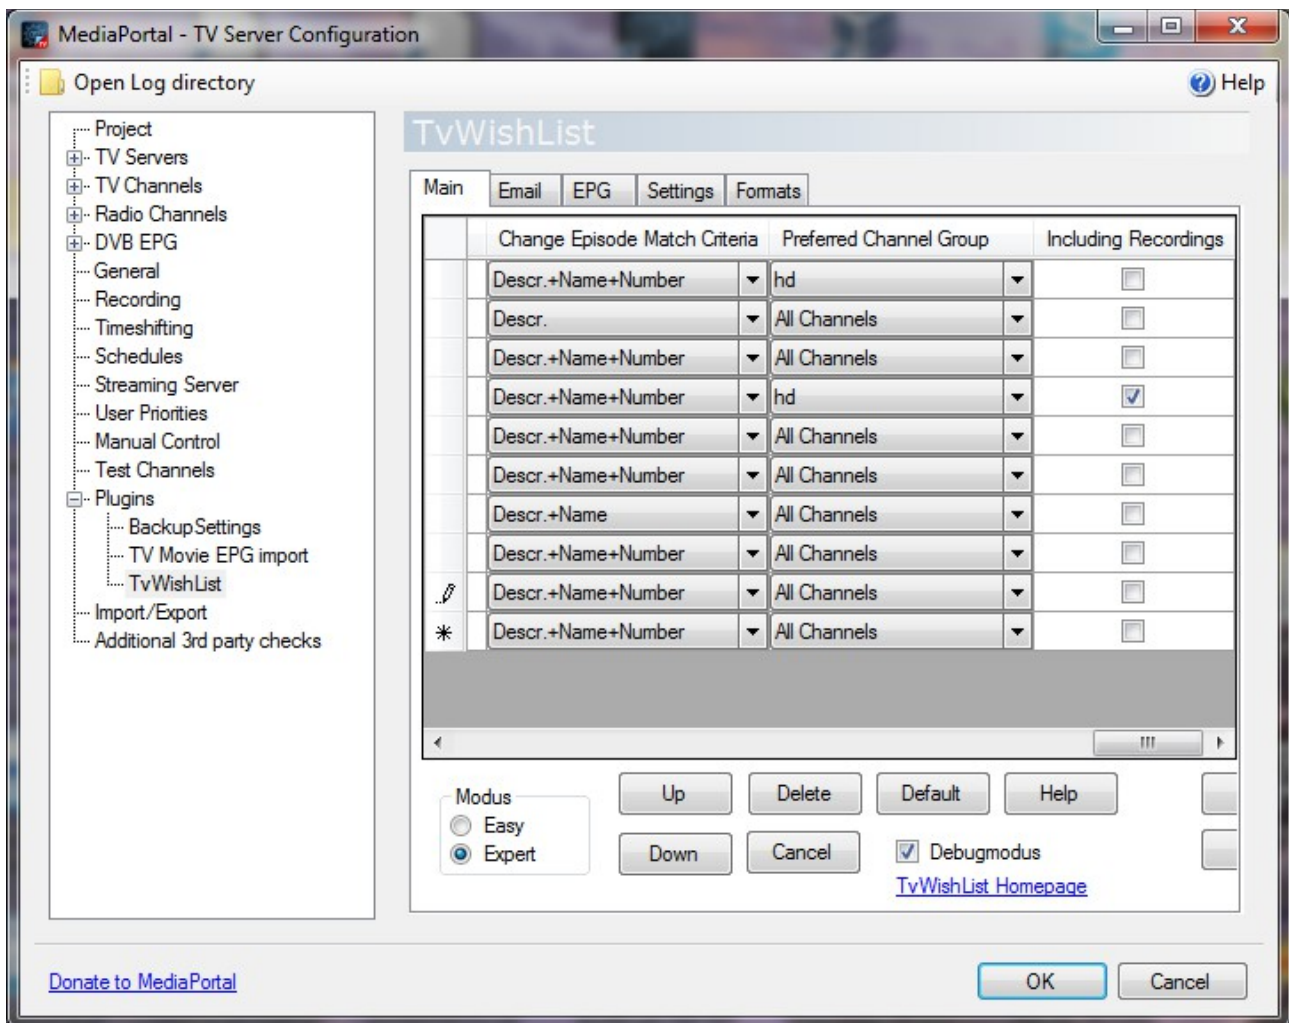 MediaPortal - TV Server Configuration
Open Log directory
Help
Project
TV Servers
TV Channels
Radio Channels
DVB EPG
General
Recording
Timeshifting
Schedules
Streaming Server
User Priorities
Manual Control
Test Channels
Plugins
BackupSettings
TV Movie EPG import
TvWishList
Import/Export
Additional 3rd party checks
TvWishList
Main Email EPG Settings Formats
Change Episode Match Criteria Preferred Channel Group Including Recordings
Descr.+Name+Number hd
Descr. All Channels
Descr.+Name+Number All Channels
Descr.+Name+Number hd
Descr.+Name+Number All Channels
Descr.+Name+Number All Channels
Descr.+Name All Channels
Descr.+Name+Number All Channels
Descr.+Name+Number All Channels
Descr.+Name+Number All Channels
Modus
Easy
Expert
Up Delete Default Help
Down Cancel Debugmodus
TvWishList Homepage
Donate to MediaPortal
OK Cancel